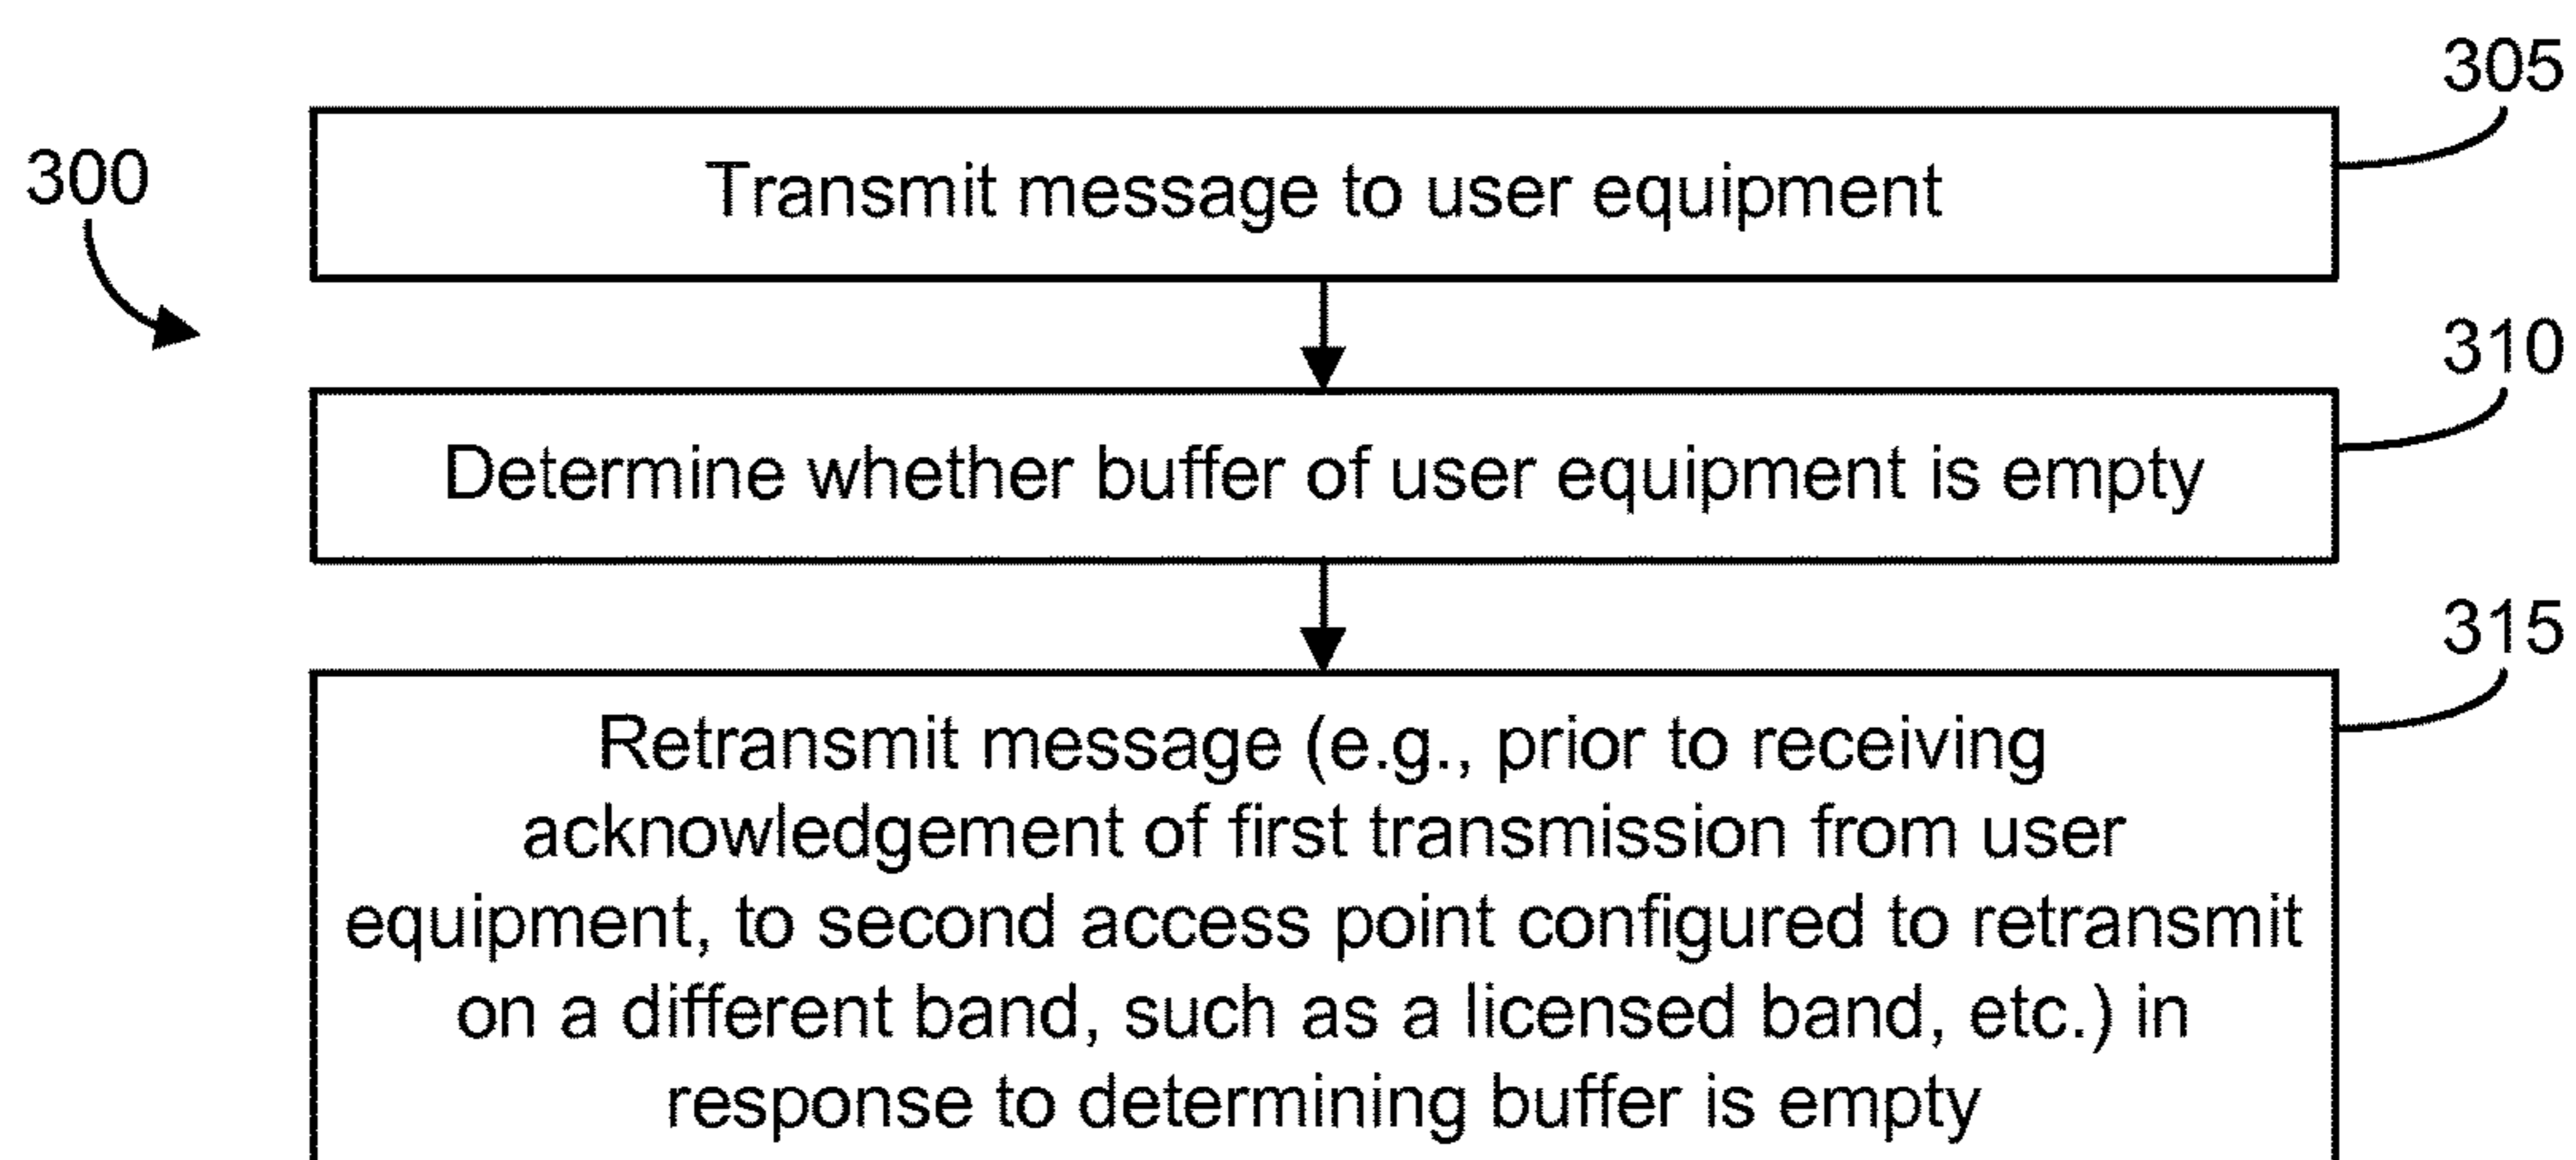 305
300
Transmit message to user equipment
310
Determine whether buffer of user equipment is empty
315
Retransmit message (e.g., prior to receiving
acknowledgement of first transmission from user
equipment, to second access point configured to retransmit
on a different band, such as a licensed band, etc.) in
response to determining buffer is empty